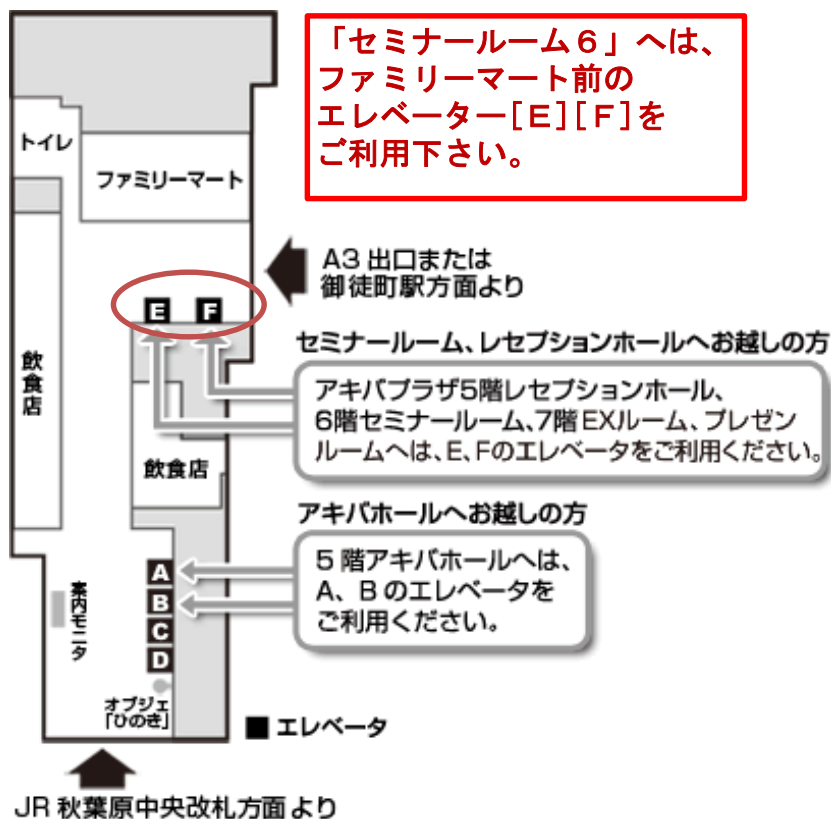 「セミナールーム６」へは、
ファミリーマート前の
エレベーター[Ｅ][Ｆ]を
ご利用下さい。
トイレ
ファミリーマート
A3 出口または
御徒町駅方面より
E
F
セミナールーム、レセプションホールへお越しの方
アキバプラザ5階レセプションホール、
6階セミナールーム、7階 EXルーム、プレゼン
ルームへは、E、Fのエレベータをご利用ください。
飲食店
飲食店
アキバホールへお越しの方
5 階アキバホールへは、
A、B のエレベータを
ご利用ください。
A
B
C
D
案内モニタ
オブジェ
「ひのき」
■ エレベータ
JR 秋葉原中央改札方面 より